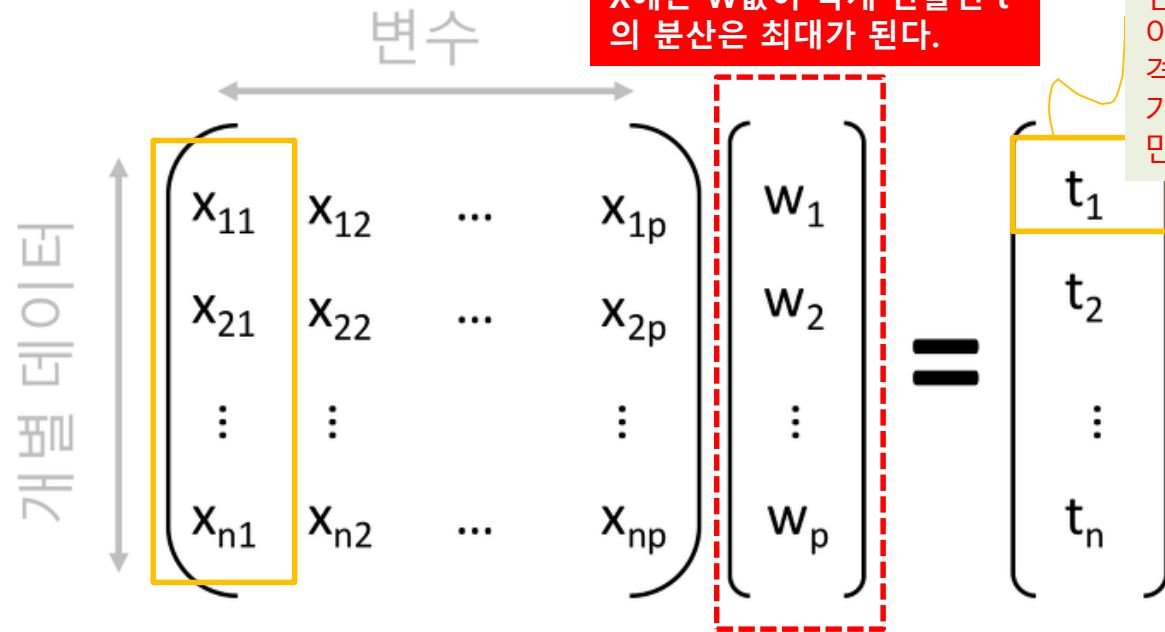 변수
의 분산은 최대가 된다.
개별 데이터
x11 x12 ... x1p
x21 x22 ... x2p
⋮ ⋮ ⋮
xn1 xn2 ... xnp
w1
w2
⋮
wp
=
t1
t2
⋮
tn